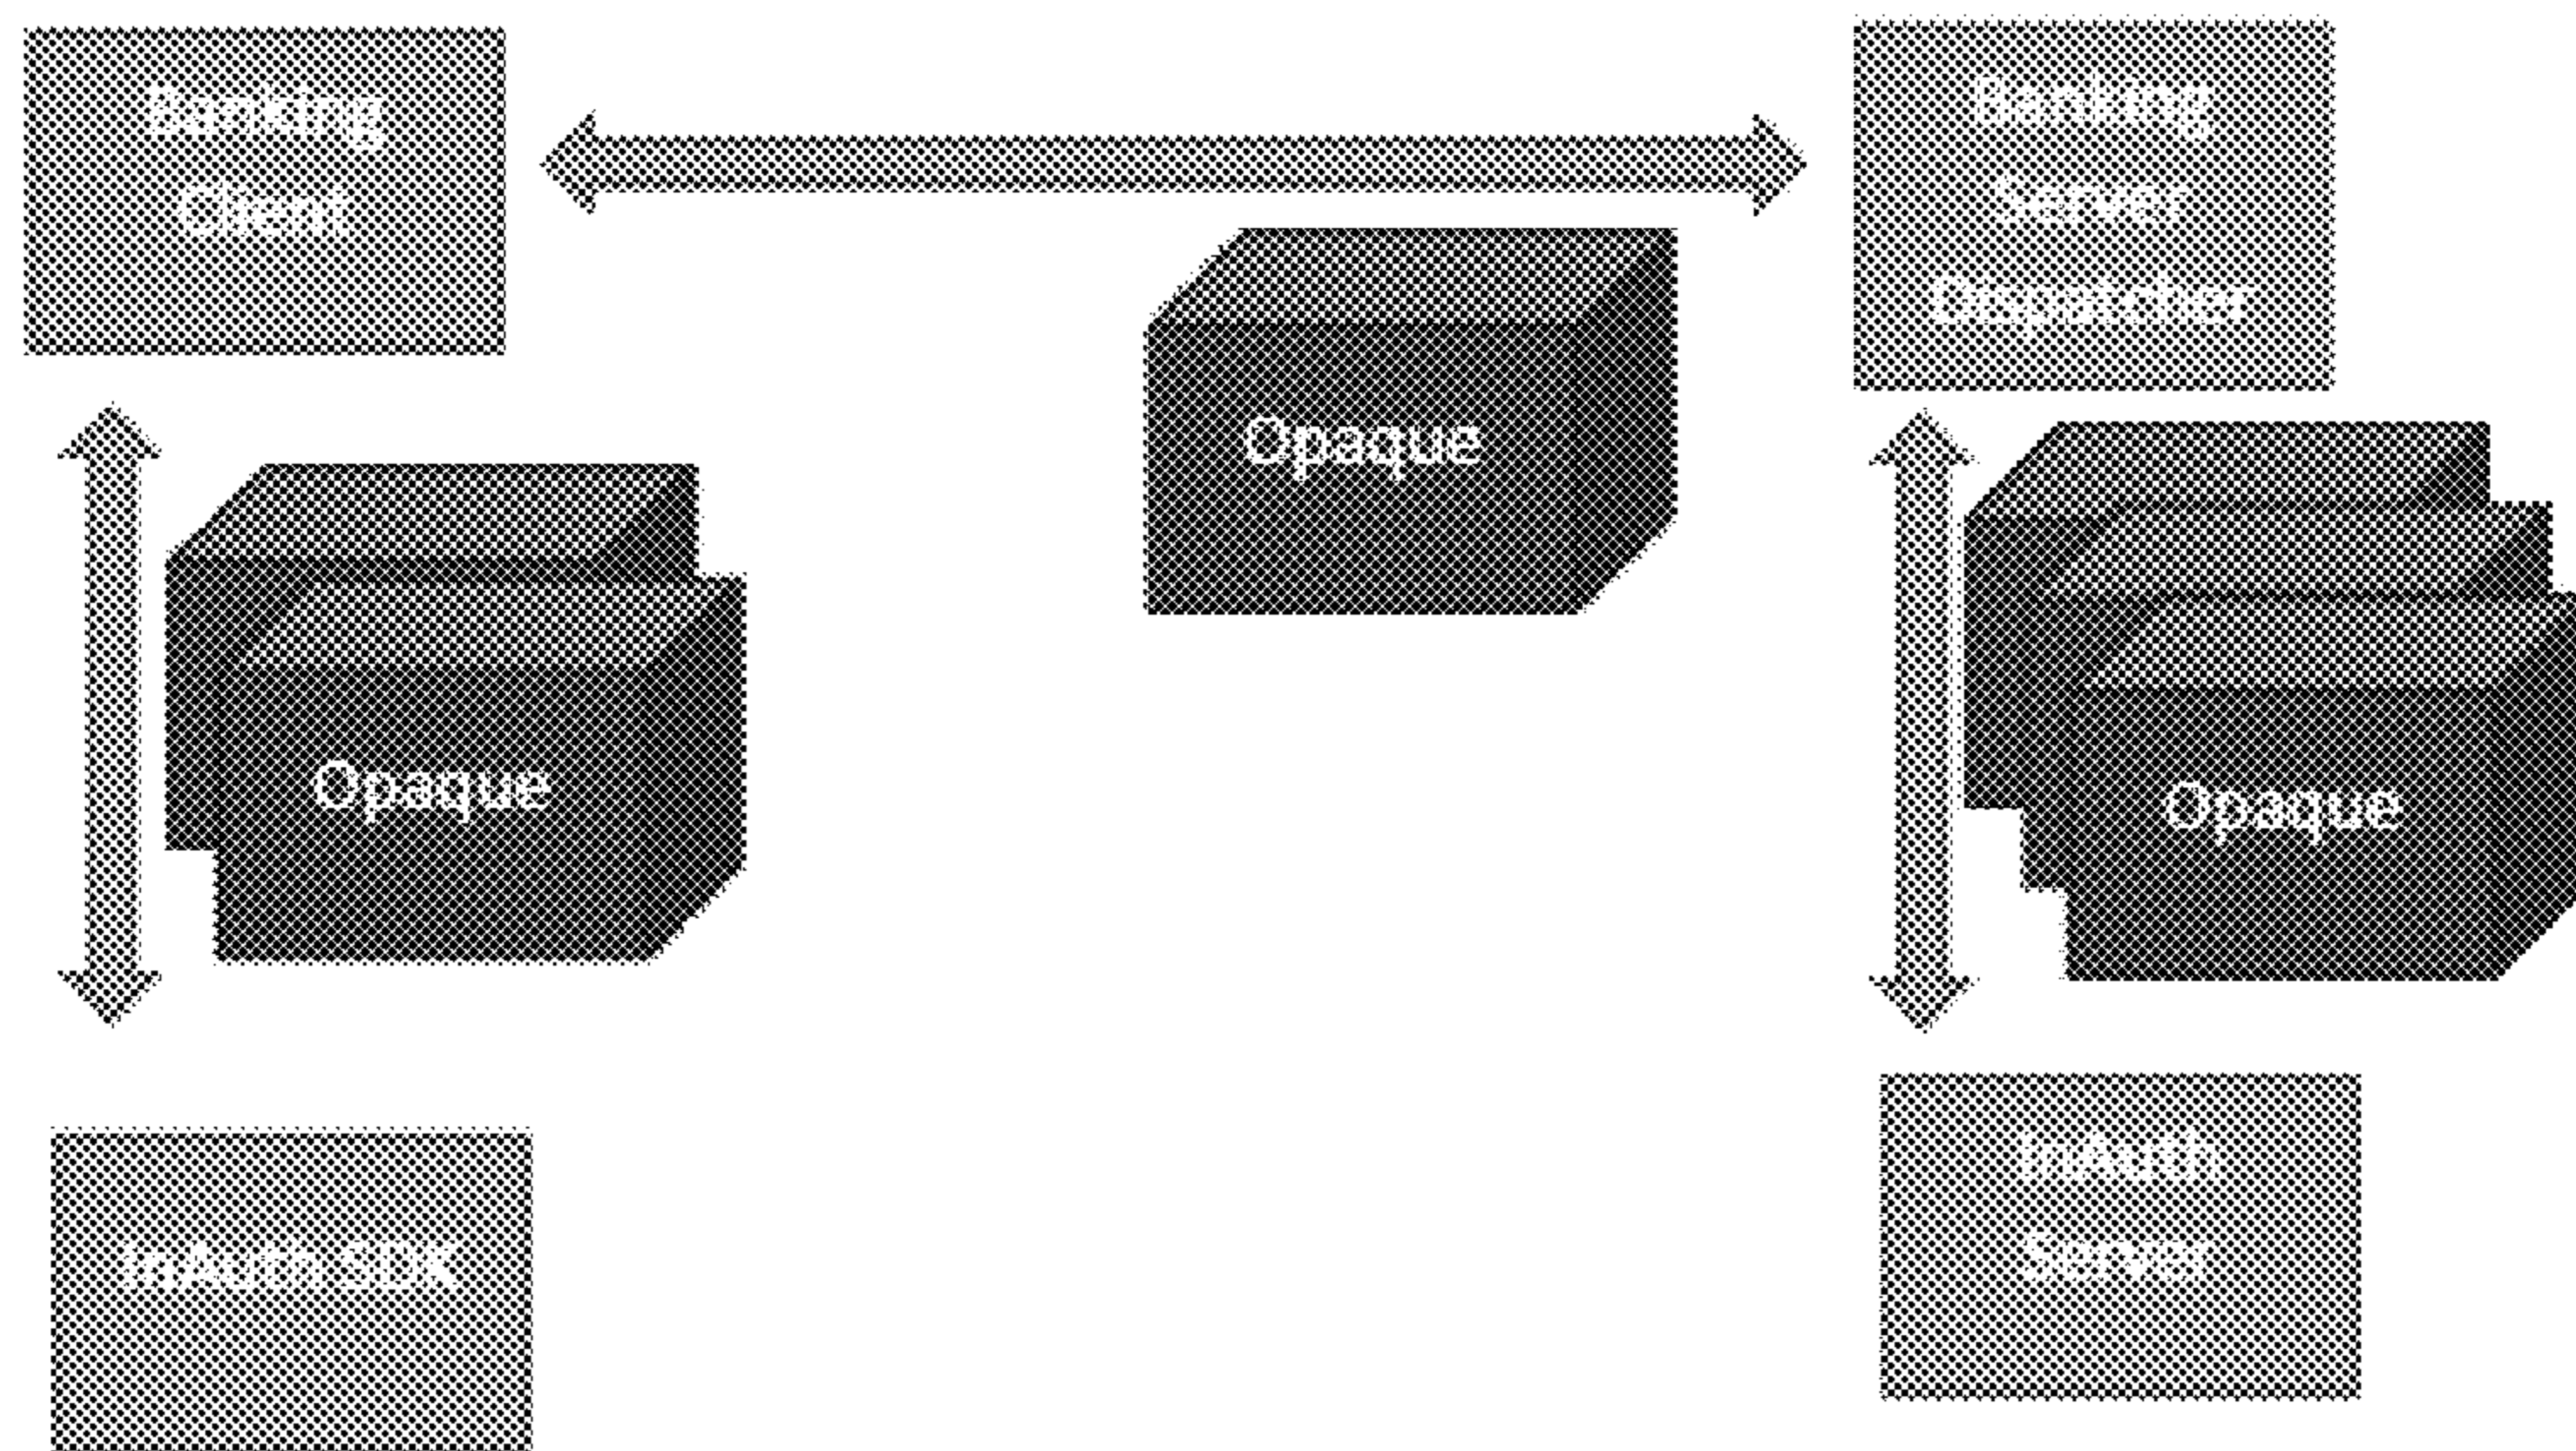 Banking
Client
Banking
Server
Dispatcher
Opaque
Opaque
Opaque
InAuth SDK
InAuth
Server